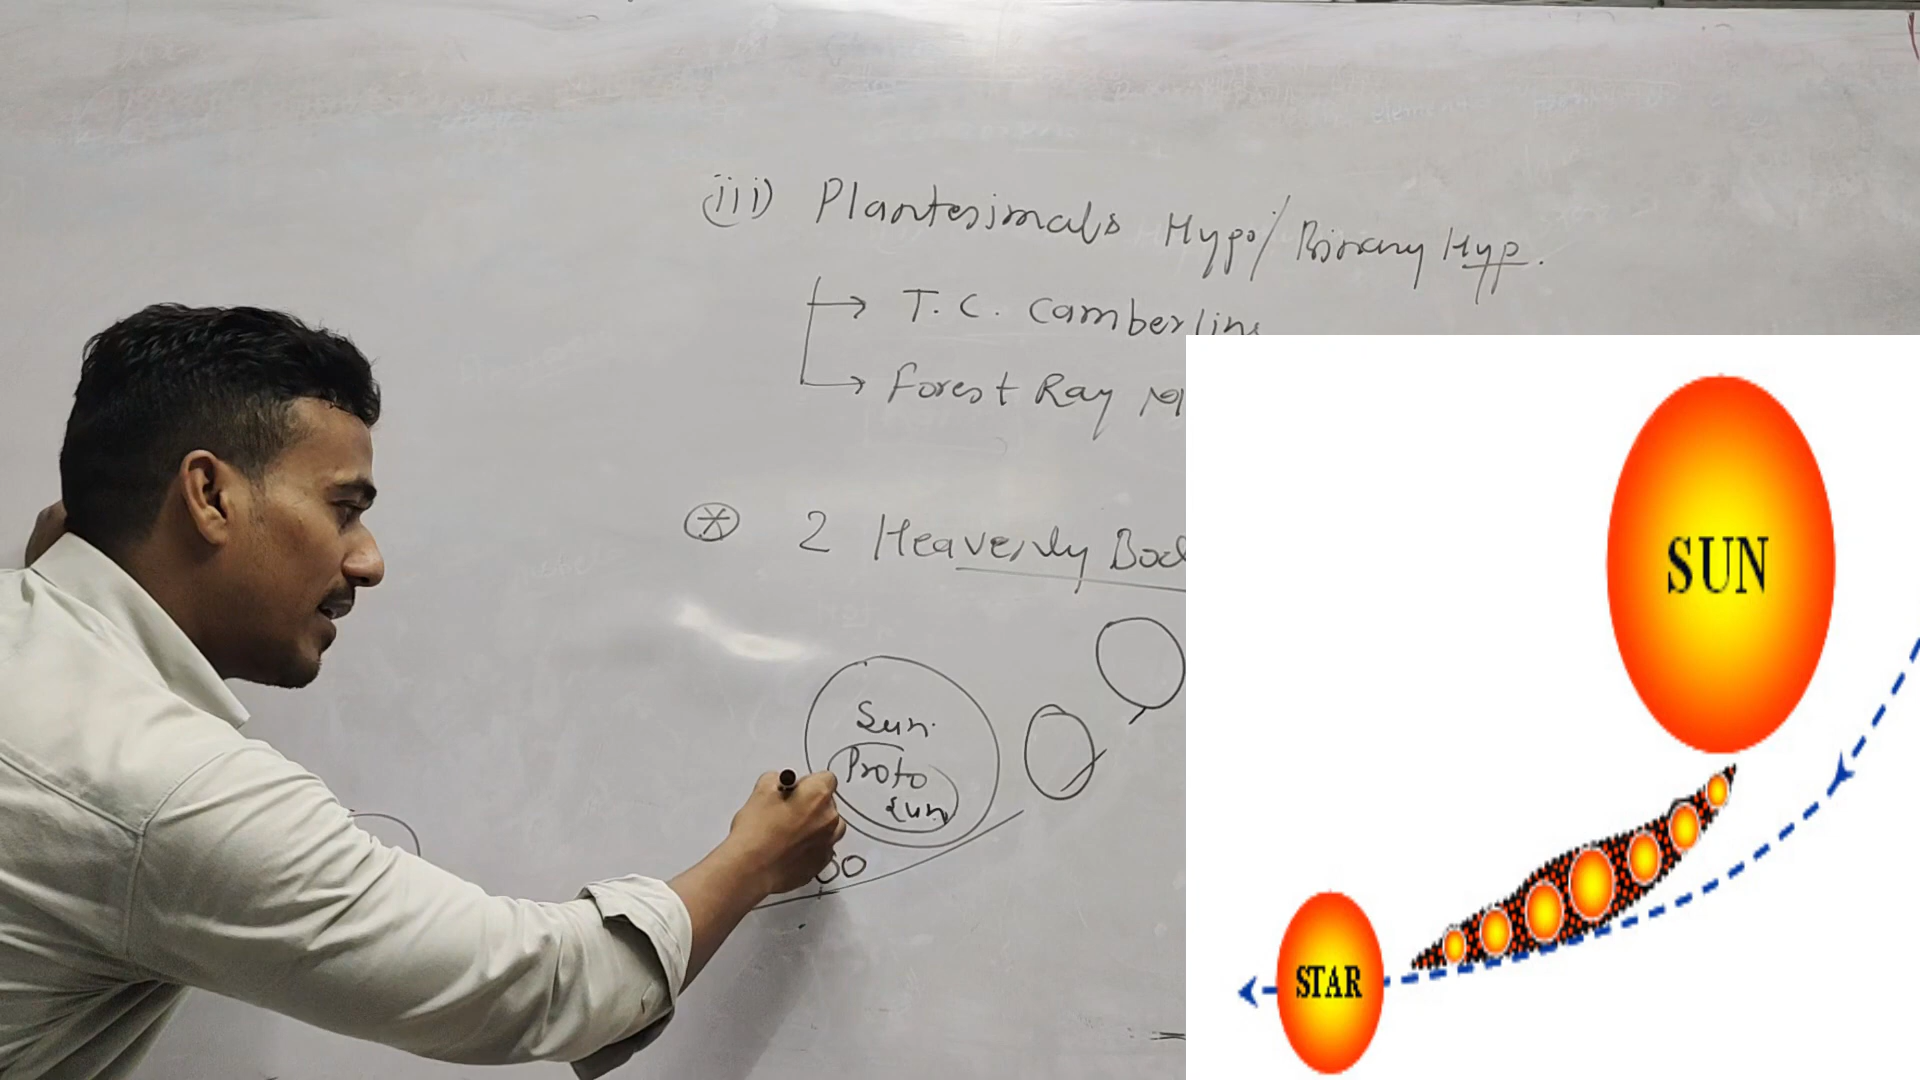 (iii) Plantesimals Hypo/Binary Hyp.
→ T. C. Camberlin
→ Forest Ray M
* 2 Heavenly Bod
Sun.
Proto
Sun
SUN
STAR